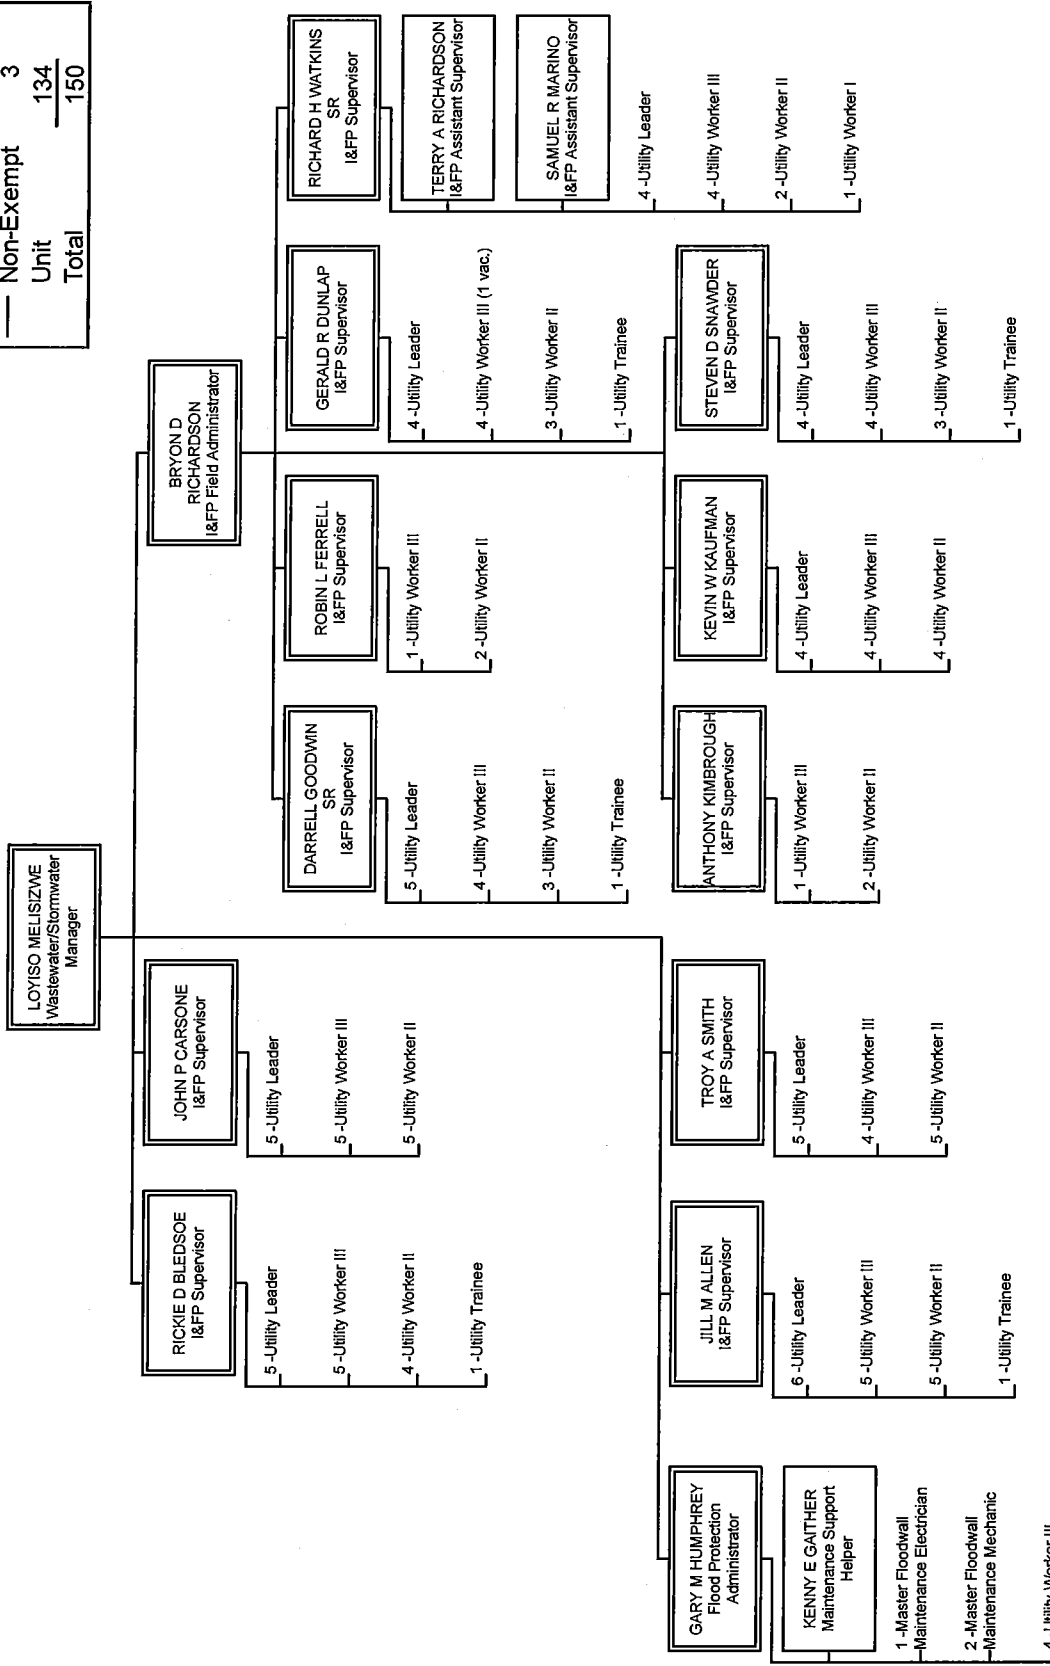 — Non-Exempt 3
Unit 134
Total 150
LOYISO MELISIZWE
Wastewater/Stormwater
Manager
RICKIE D BLEDSOE
I&FP Supervisor
5 -Utility Leader
5 -Utility Worker III
4 -Utility Worker II
1 -Utility Trainee
JOHN P CARSONE
I&FP Supervisor
5 -Utility Leader
5 -Utility Worker III
5 -Utility Worker II
BRYON D
RICHARDSON
I&FP Field Administrator
DARRELL GOODWIN
SR
I&FP Supervisor
5 -Utility Leader
4 -Utility Worker III
3 -Utility Worker II
1 -Utility Trainee
ROBIN L FERRELL
I&FP Supervisor
1 -Utility Worker III
2 -Utility Worker II
GERALD R DUNLAP
I&FP Supervisor
4 -Utility Leader
4 -Utility Worker III (1 vac.)
3 -Utility Worker II
1 -Utility Trainee
RICHARD H WATKINS
SR
I&FP Supervisor
TERRY A RICHARDSON
I&FP Assistant Supervisor
SAMUEL R MARINO
I&FP Assistant Supervisor
4 -Utility Leader
4 -Utility Worker III
2 -Utility Worker II
1 -Utility Worker I
ANTHONY KIMBROUGH
I&FP Supervisor
1 -Utility Worker III
2 -Utility Worker II
KEVIN W KAUFMAN
I&FP Supervisor
4 -Utility Leader
4 -Utility Worker III
4 -Utility Worker II
STEVEN D SNAWDER
I&FP Supervisor
4 -Utility Leader
4 -Utility Worker III
3 -Utility Worker II
1 -Utility Trainee
GARY M HUMPHREY
Flood Protection
Administrator
KENNY E GAITHER
Maintenance Support
Helper
1 -Master Floodwall
Maintenance Electrician
2 -Master Floodwall
Maintenance Mechanic
4 -Utility Worker III
JILL M ALLEN
I&FP Supervisor
6 -Utility Leader
5 -Utility Worker III
5 -Utility Worker II
1 -Utility Trainee
TROY A SMITH
I&FP Supervisor
5 -Utility Leader
4 -Utility Worker III
5 -Utility Worker II